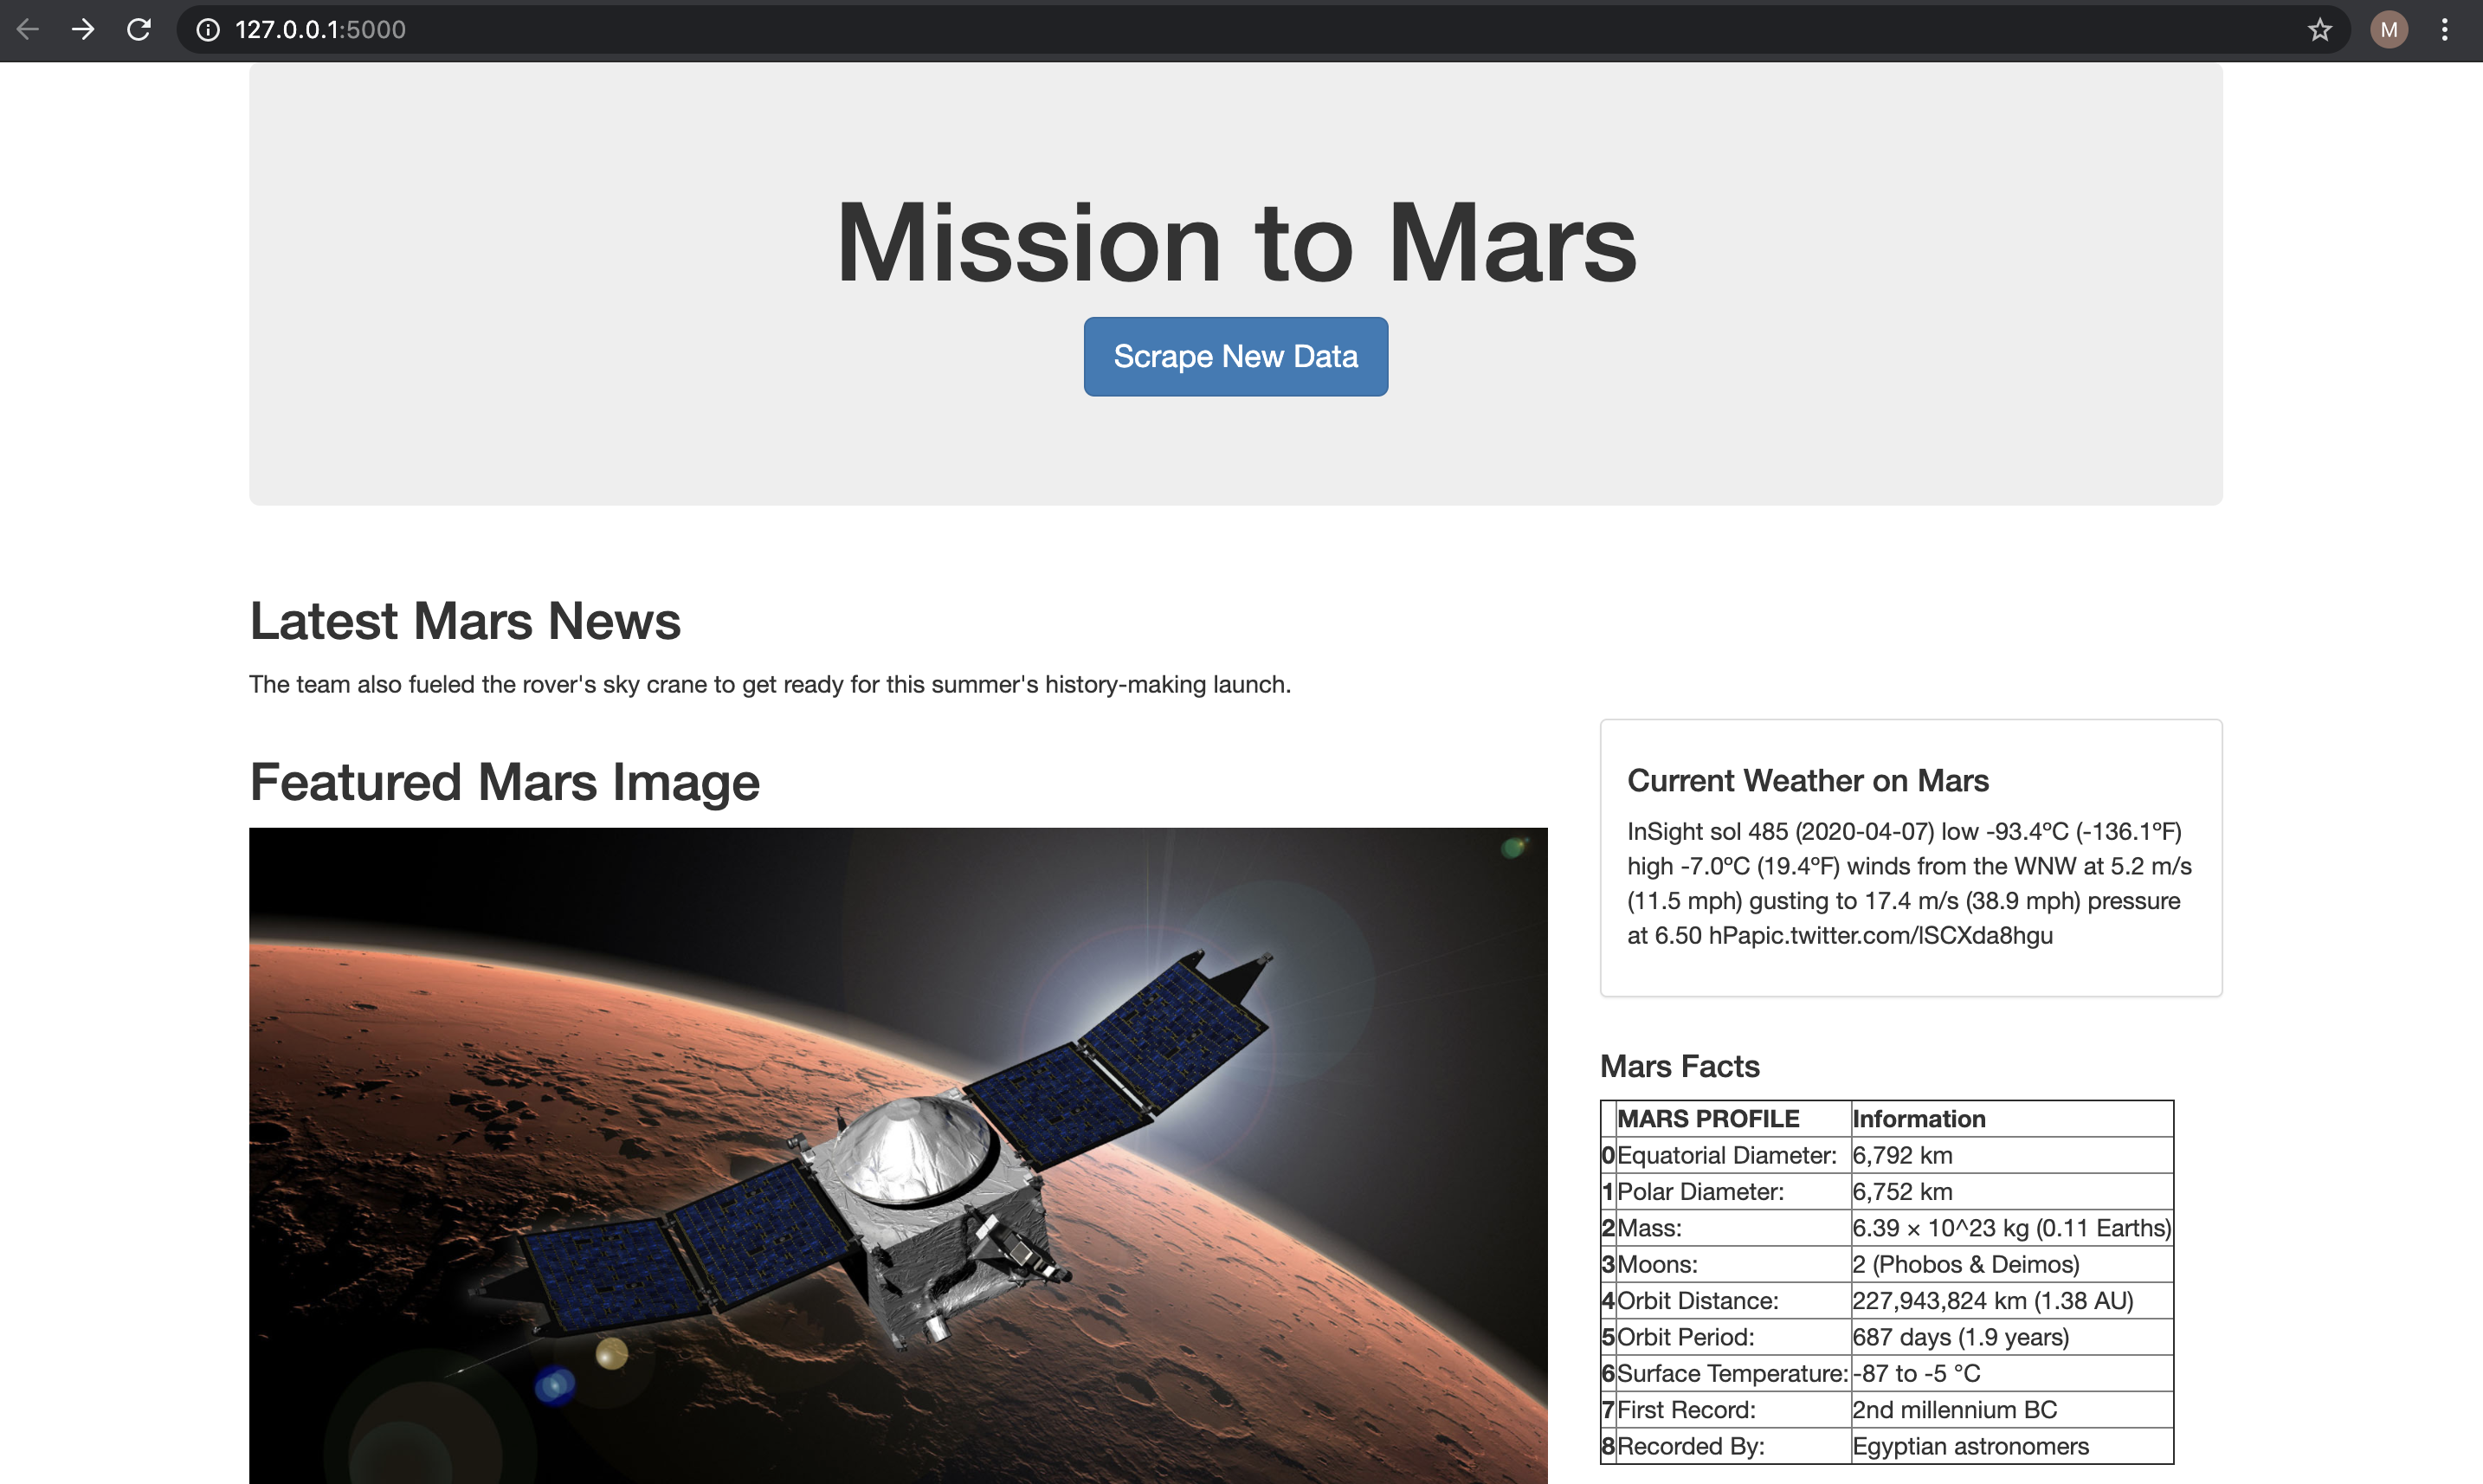 127.0.0.1:5000
M
Mission to Mars
Scrape New Data
Latest Mars News
The team also fueled the rover's sky crane to get ready for this summer's history-making launch.
Featured Mars Image
Current Weather on Mars
InSight sol 485 (2020-04-07) low -93.4ºC (-136.1ºF)
high -7.0ºC (19.4ºF) winds from the WNW at 5.2 m/s
(11.5 mph) gusting to 17.4 m/s (38.9 mph) pressure
at 6.50 hPapic.twitter.com/lSCXda8hgu
Mars Facts
MARS PROFILE Information
0 Equatorial Diameter: 6,792 km
1 Polar Diameter: 6,752 km
2 Mass: 6.39 × 10^23 kg (0.11 Earths)
3 Moons: 2 (Phobos & Deimos)
4 Orbit Distance: 227,943,824 km (1.38 AU)
5 Orbit Period: 687 days (1.9 years)
6 Surface Temperature: -87 to -5 °C
7 First Record: 2nd millennium BC
8 Recorded By: Egyptian astronomers